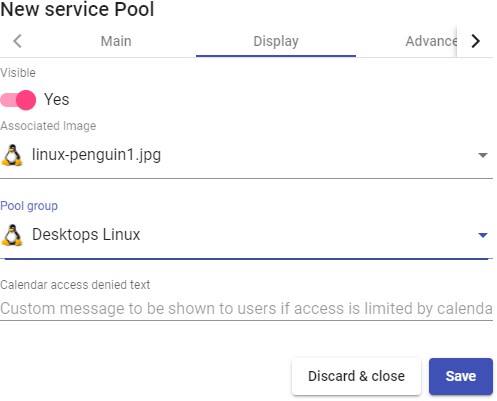 New service Pool
Main
Display
Advance
Visible
Yes
Associated Image
linux-penguin1.jpg
Pool group
Desktops Linux
Calendar access denied text
Custom message to be shown to users if access is limited by calenda
Discard & close
Save